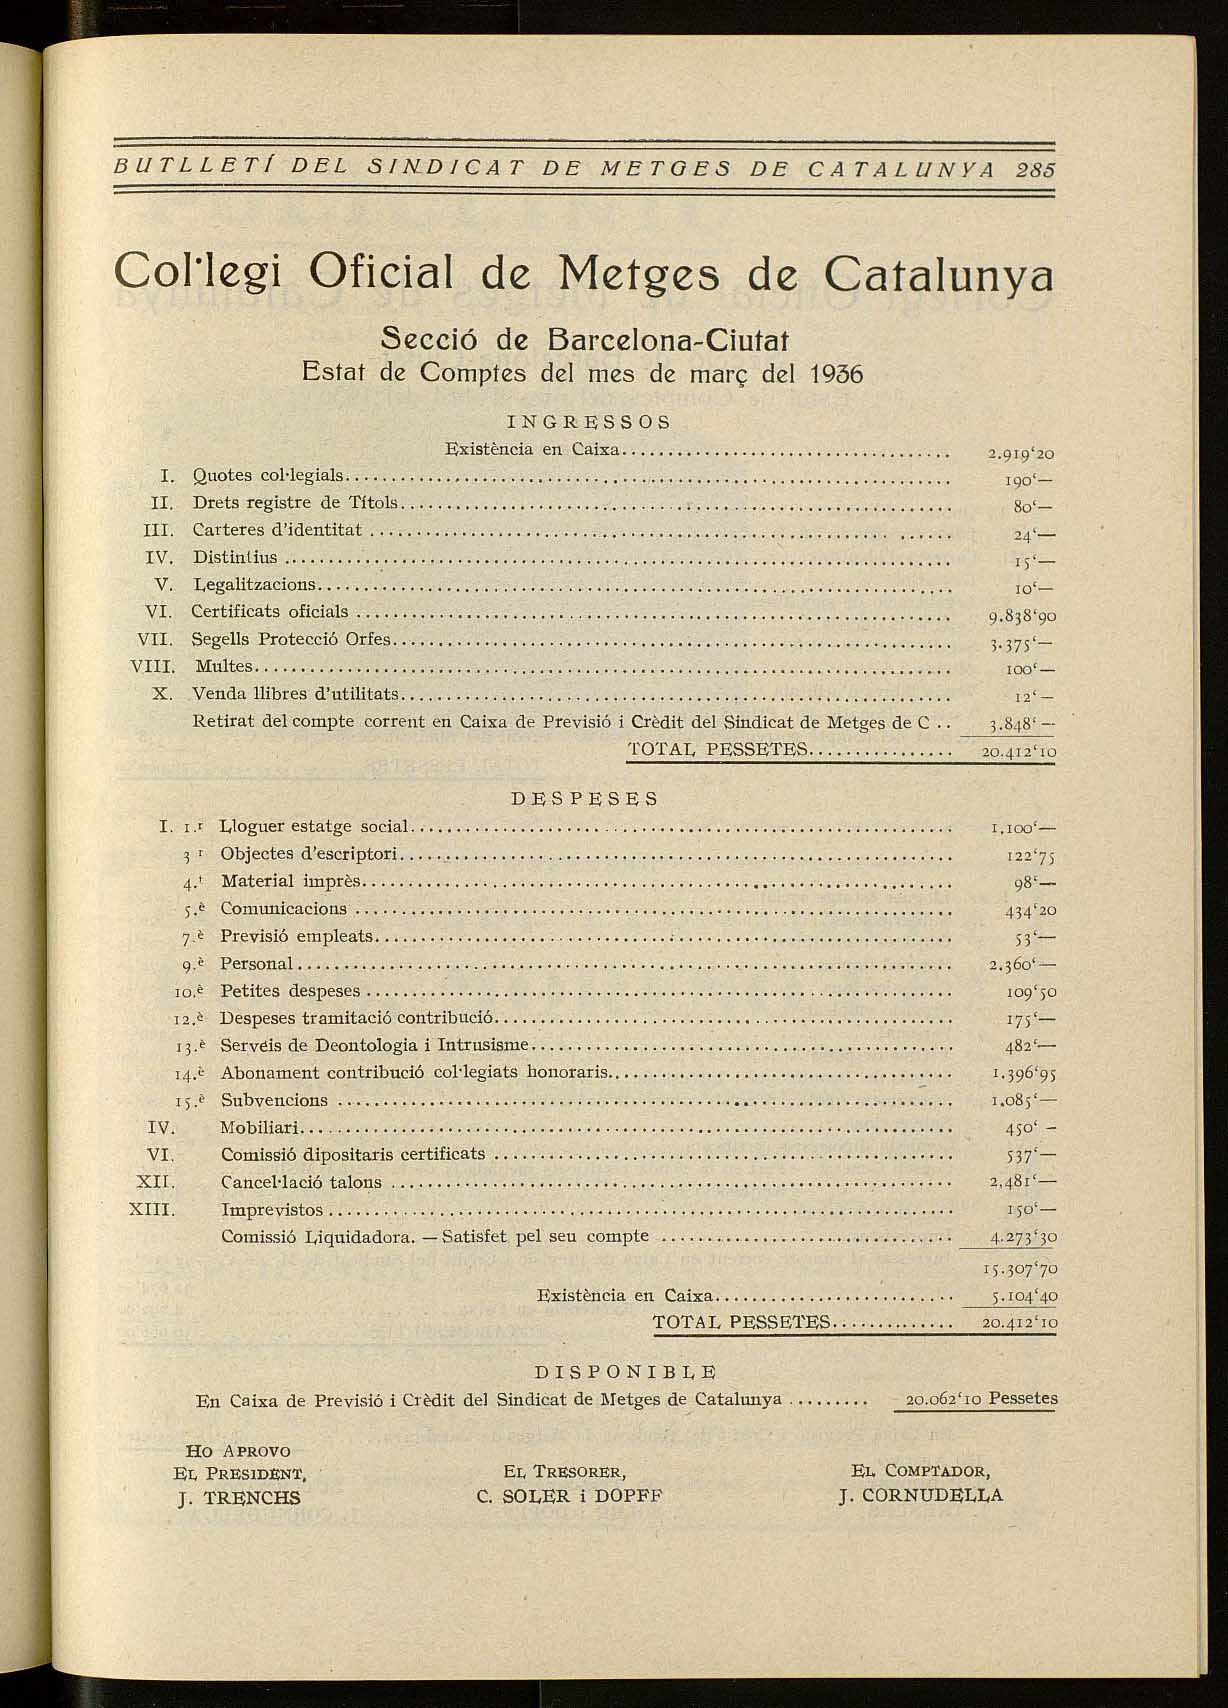 BUTLLETÍ DEL SINDICAT DE METGES DE CATALUNYA 285
Col·legi Oficial de Metges de Catalunya
Secció de Barcelona-Ciutat
Estat de Comptes del mes de març del 1936
INGRESSOS
Existència en Caixa.................................... 2.919‘20
I. Quotes col·legials.................................... 190‘—
II. Drets registre de Títols.................................... 80‘—
III. Carteres d'identitat .................................... 24‘—
IV. Distintius .................................... 15‘—
V. Legalitzacions.................................... 10‘—
VI. Certificats oficials .................................... 9.838‘90
VII. Segells Protecció Orfes.................................... 3.375‘—
VIII. Multes.................................... 100‘—
X. Venda llibres d'utilitats.................................... 12‘—
Retirat del compte corrent en Caixa de Previsió i Crèdit del Sindicat de Metges de C .. 3.848‘—
TOTAL PESSETES................ 20.412‘10
DESPESES
I. 1.r Lloguer estatge social.................................... 1.100‘—
3 r Objectes d'escriptori.................................... 122‘75
4.t Material imprès.................................... 98‘—
5.è Comunicacions .................................... 434‘20
7.è Previsió empleats.................................... 53‘—
9.è Personal.................................... 2.360‘—
10.è Petites despeses .................................... 109‘50
12.è Despeses tramitació contribució.................................... 175‘—
13.è Serveis de Deontologia i Intrusisme.................................... 482‘—
14.è Abonament contribució col·legiats honoraris.................................... 1.396‘95
15.è Subvencions .................................... 1.085‘—
IV. Mobiliari.................................... 450‘—
VI. Comissió dipositaris certificats .................................... 537‘—
XII. Cancel·lació talons .................................... 2,481‘—
XIII. Imprevistos .................................... 150‘—
Comissió Liquidadora. — Satisfet pel seu compte ................................ 4.273‘30
15.307‘70
Existència en Caixa.......................... 5.104‘40
TOTAL PESSETES.............. 20.412‘10
DISPONIBLE
En Caixa de Previsió i Crèdit del Sindicat de Metges de Catalunya ......... 20.062‘10 Pessetes
Ho Aprovo
El President,
J. TRENCHS
El Tresorer,
C. SOLER i DOPFF
El Comptador,
J. CORNUDELLA